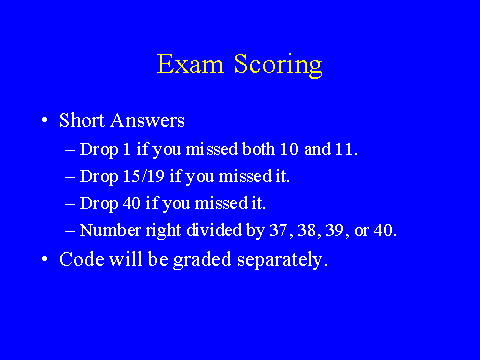 Exam Scoring
• Short Answers
– Drop 1 if you missed both 10 and 11.
– Drop 15/19 if you missed it.
– Drop 40 if you missed it.
– Number right divided by 37, 38, 39, or 40.
• Code will be graded separately.